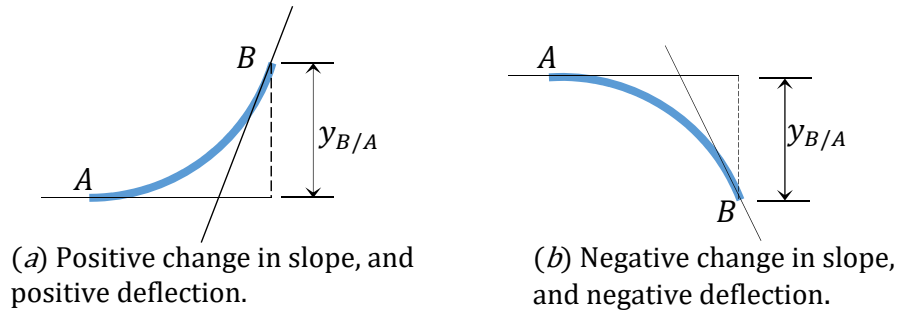 B
A
y_{B/A}
(a) Positive change in slope, and
positive deflection.
A
y_{B/A}
B
(b) Negative change in slope,
and negative deflection.